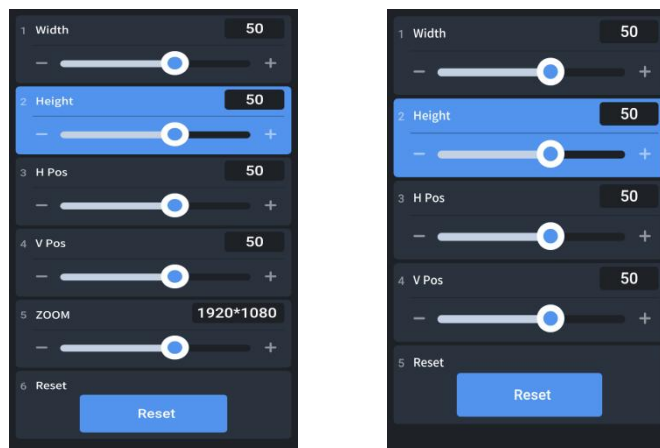 1 Width 50
− +
2 Height 50
− +
3 H Pos 50
− +
4 V Pos 50
− +
5 ZOOM 1920*1080
− +
6 Reset
Reset
1 Width 50
− +
2 Height 50
− +
3 H Pos 50
− +
4 V Pos 50
− +
5 Reset
Reset